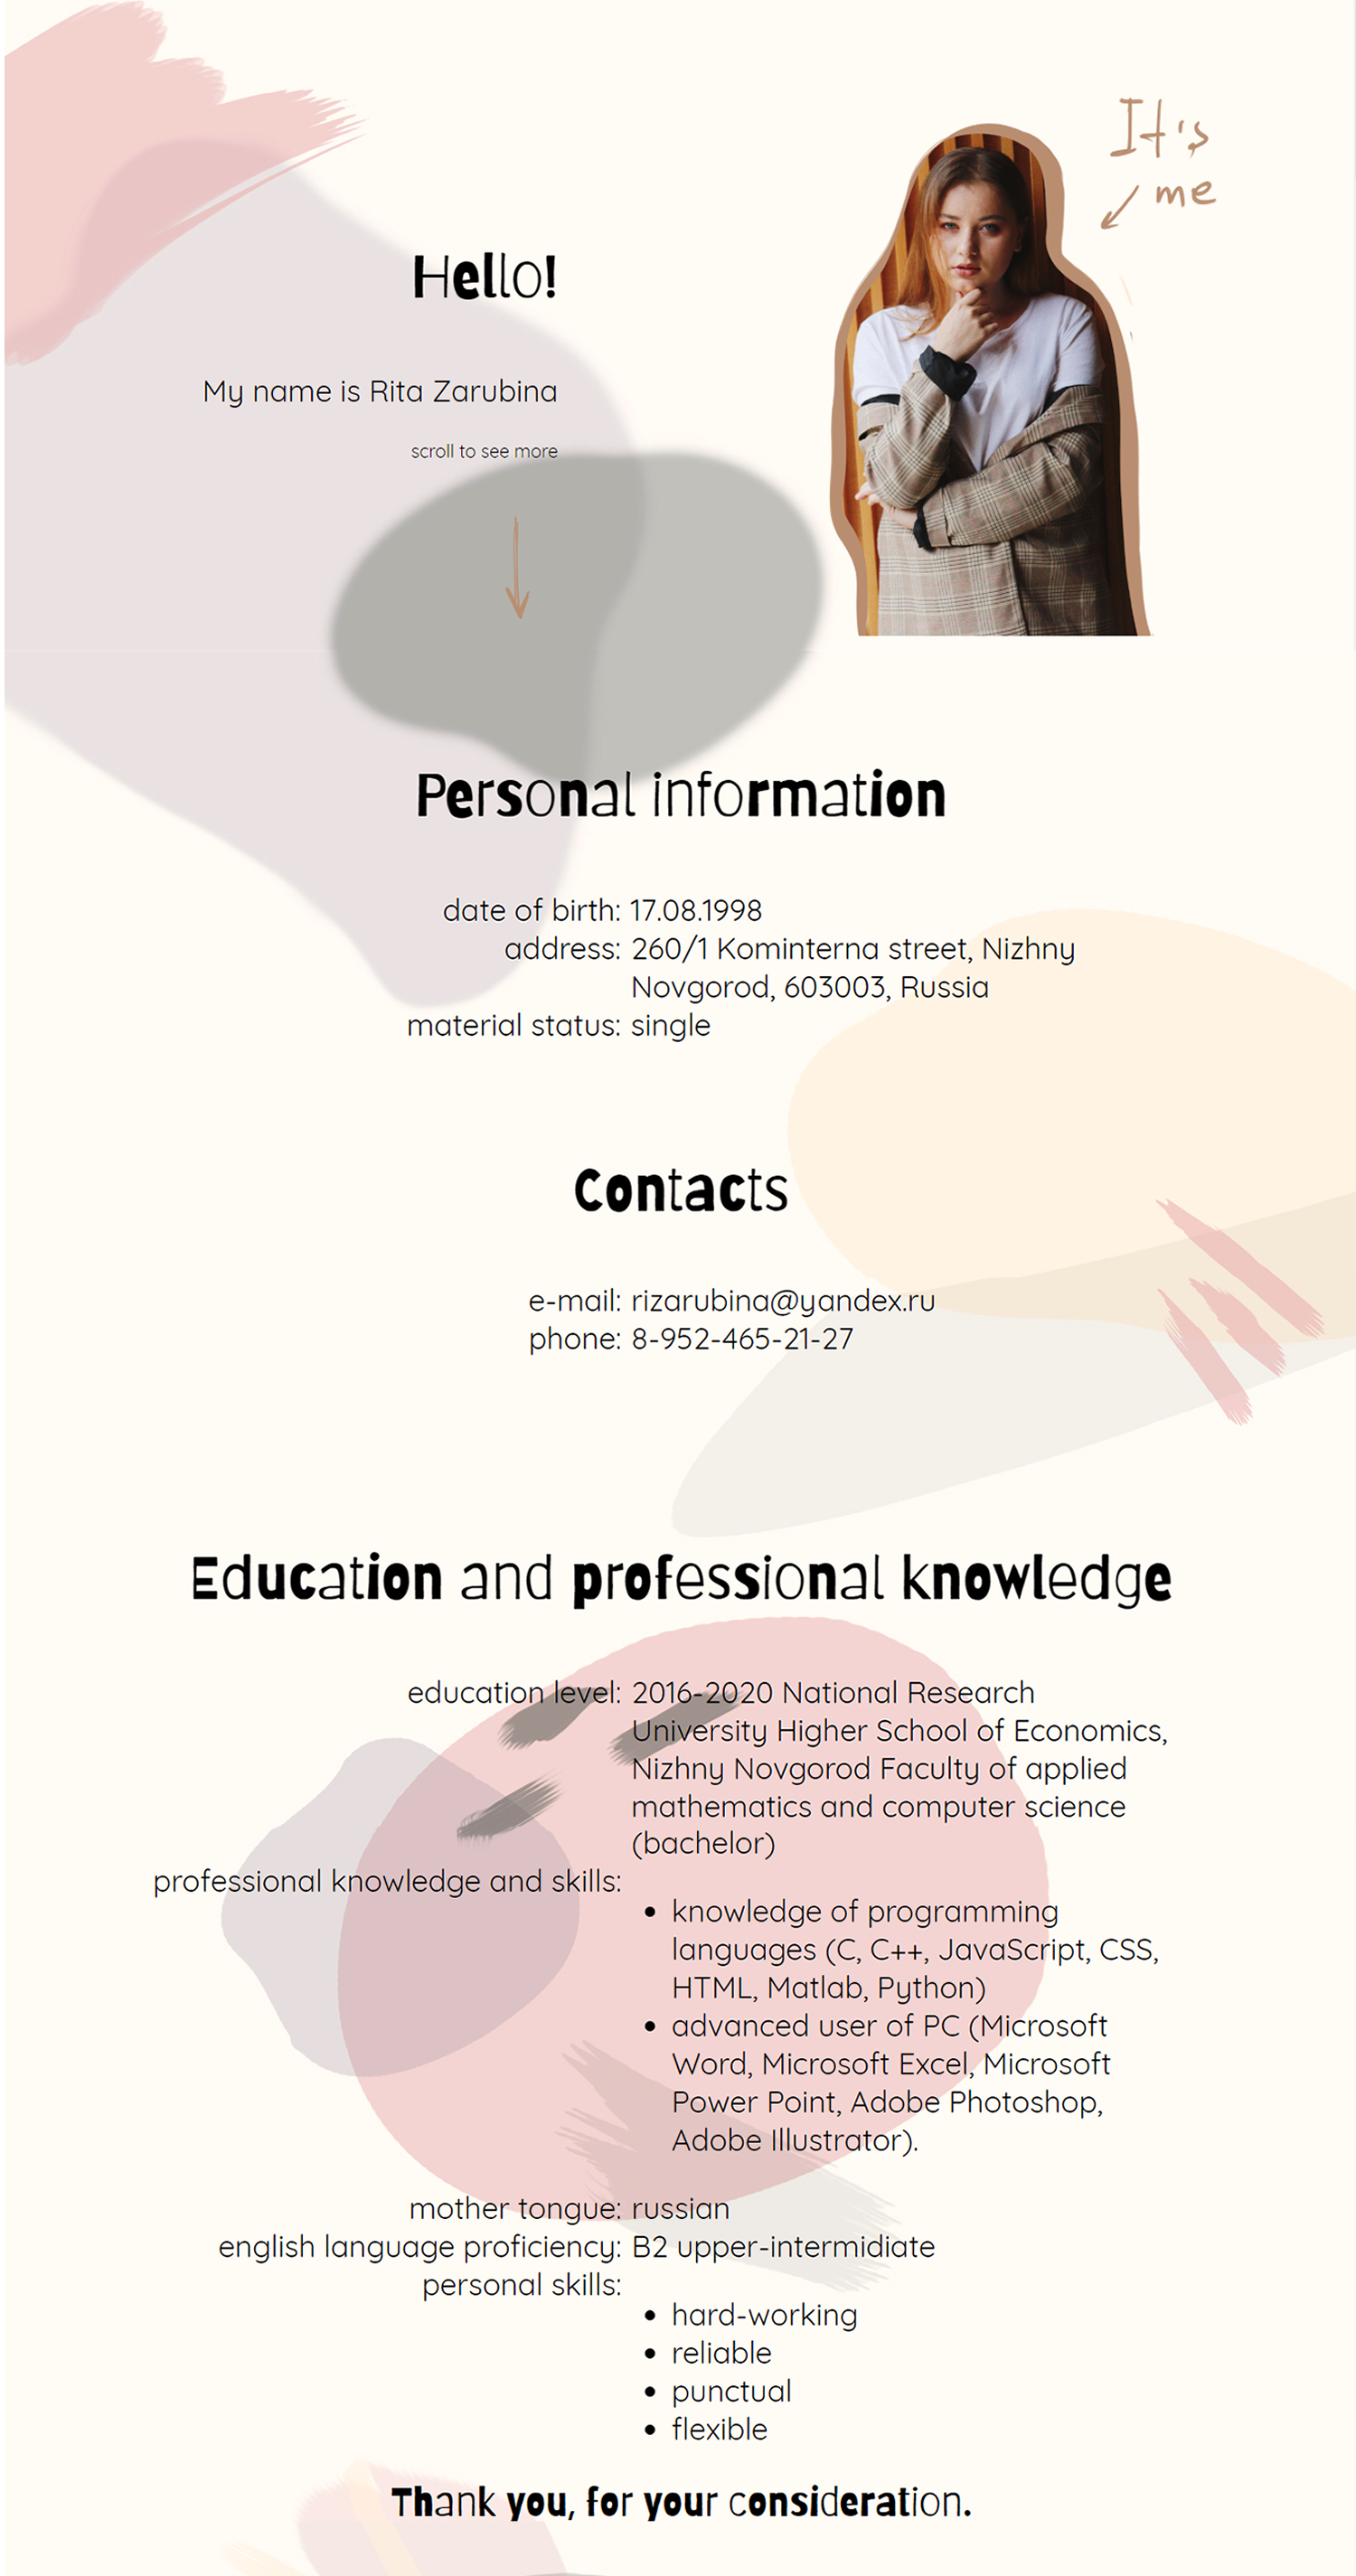 It's
me
Hello!
My name is Rita Zarubina
scroll to see more
Personal information
date of birth: 17.08.1998
address: 260/1 Kominterna street, Nizhny
Novgorod, 603003, Russia
material status: single
Contacts
e-mail: rizarubina@yandex.ru
phone: 8-952-465-21-27
Education and professional knowledge
education level: 2016-2020 National Research
University Higher School of Economics,
Nizhny Novgorod Faculty of applied
mathematics and computer science
(bachelor)
professional knowledge and skills:
• knowledge of programming
languages (C, C++, JavaScript, CSS,
HTML, Matlab, Python)
• advanced user of PC (Microsoft
Word, Microsoft Excel, Microsoft
Power Point, Adobe Photoshop,
Adobe Illustrator).
mother tongue: russian
english language proficiency: B2 upper-intermidiate
personal skills:
• hard-working
• reliable
• punctual
• flexible
Thank you, for your consideration.